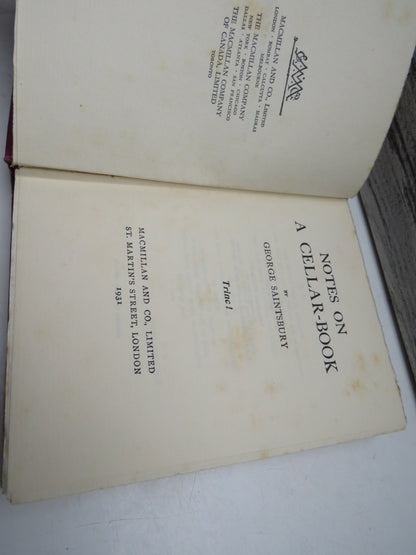 MACMILLAN AND CO., LIMITED
LONDON · BOMBAY · CALCUTTA · MADRAS
MELBOURNE
THE MACMILLAN COMPANY
NEW YORK · BOSTON · CHICAGO
DALLAS · ATLANTA · SAN FRANCISCO
THE MACMILLAN COMPANY
OF CANADA, LIMITED
TORONTO
NOTES ON
A CELLAR-BOOK
BY
GEORGE SAINTSBURY
Trinc!
MACMILLAN AND CO., LIMITED
ST. MARTIN'S STREET, LONDON
1931